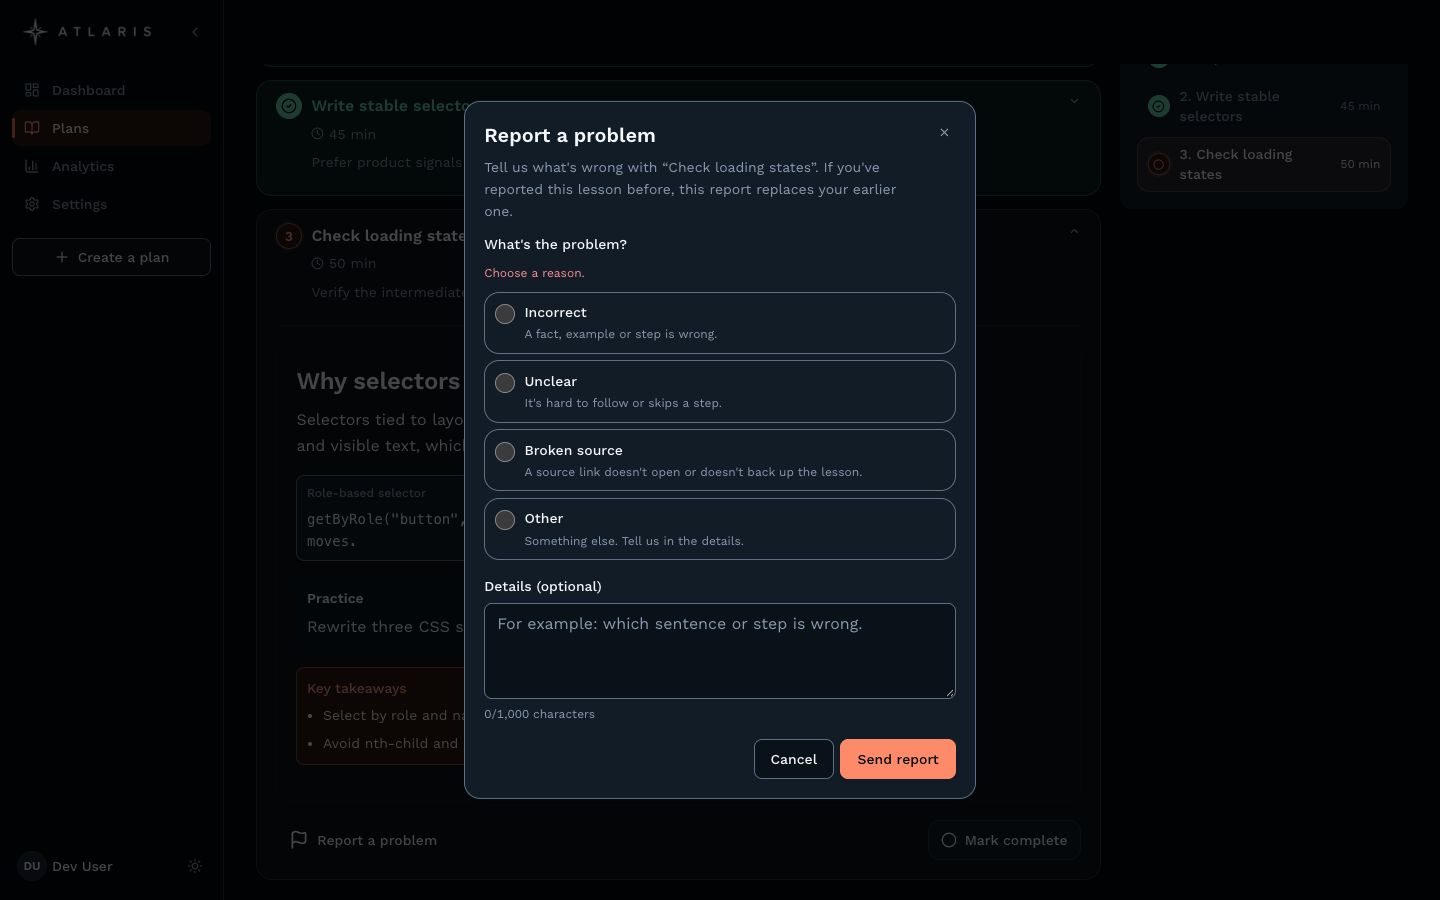 ATLARIS
Dashboard
Plans
Analytics
Settings
Create a plan
DU
Dev User
Write stable selecto
45 min
Prefer product signals
3
Check loading state
50 min
Verify the intermediate
Why selectors
Selectors tied to layo
and visible text, which
Role-based selector
getByRole("button",
moves.
Practice
Rewrite three CSS s
Key takeaways
• Select by role and na
• Avoid nth-child and
Report a problem
Mark complete
Report a problem
Tell us what's wrong with “Check loading states”. If you've
reported this lesson before, this report replaces your earlier
one.
What's the problem?
Choose a reason.
Incorrect
A fact, example or step is wrong.
Unclear
It's hard to follow or skips a step.
Broken source
A source link doesn't open or doesn't back up the lesson.
Other
Something else. Tell us in the details.
Details (optional)
For example: which sentence or step is wrong.
0/1,000 characters
Cancel
Send report
2. Write stable
selectors
45 min
3. Check loading
states
50 min